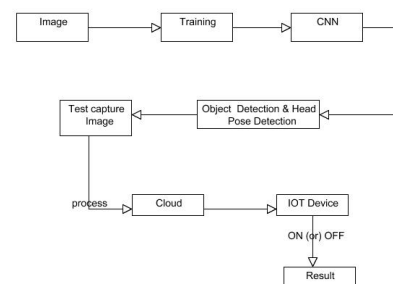 Image
Training
CNN
Test capture
Image
Object Detection & Head
Pose Detection
process
Cloud
IOT Device
ON (or) OFF
Result